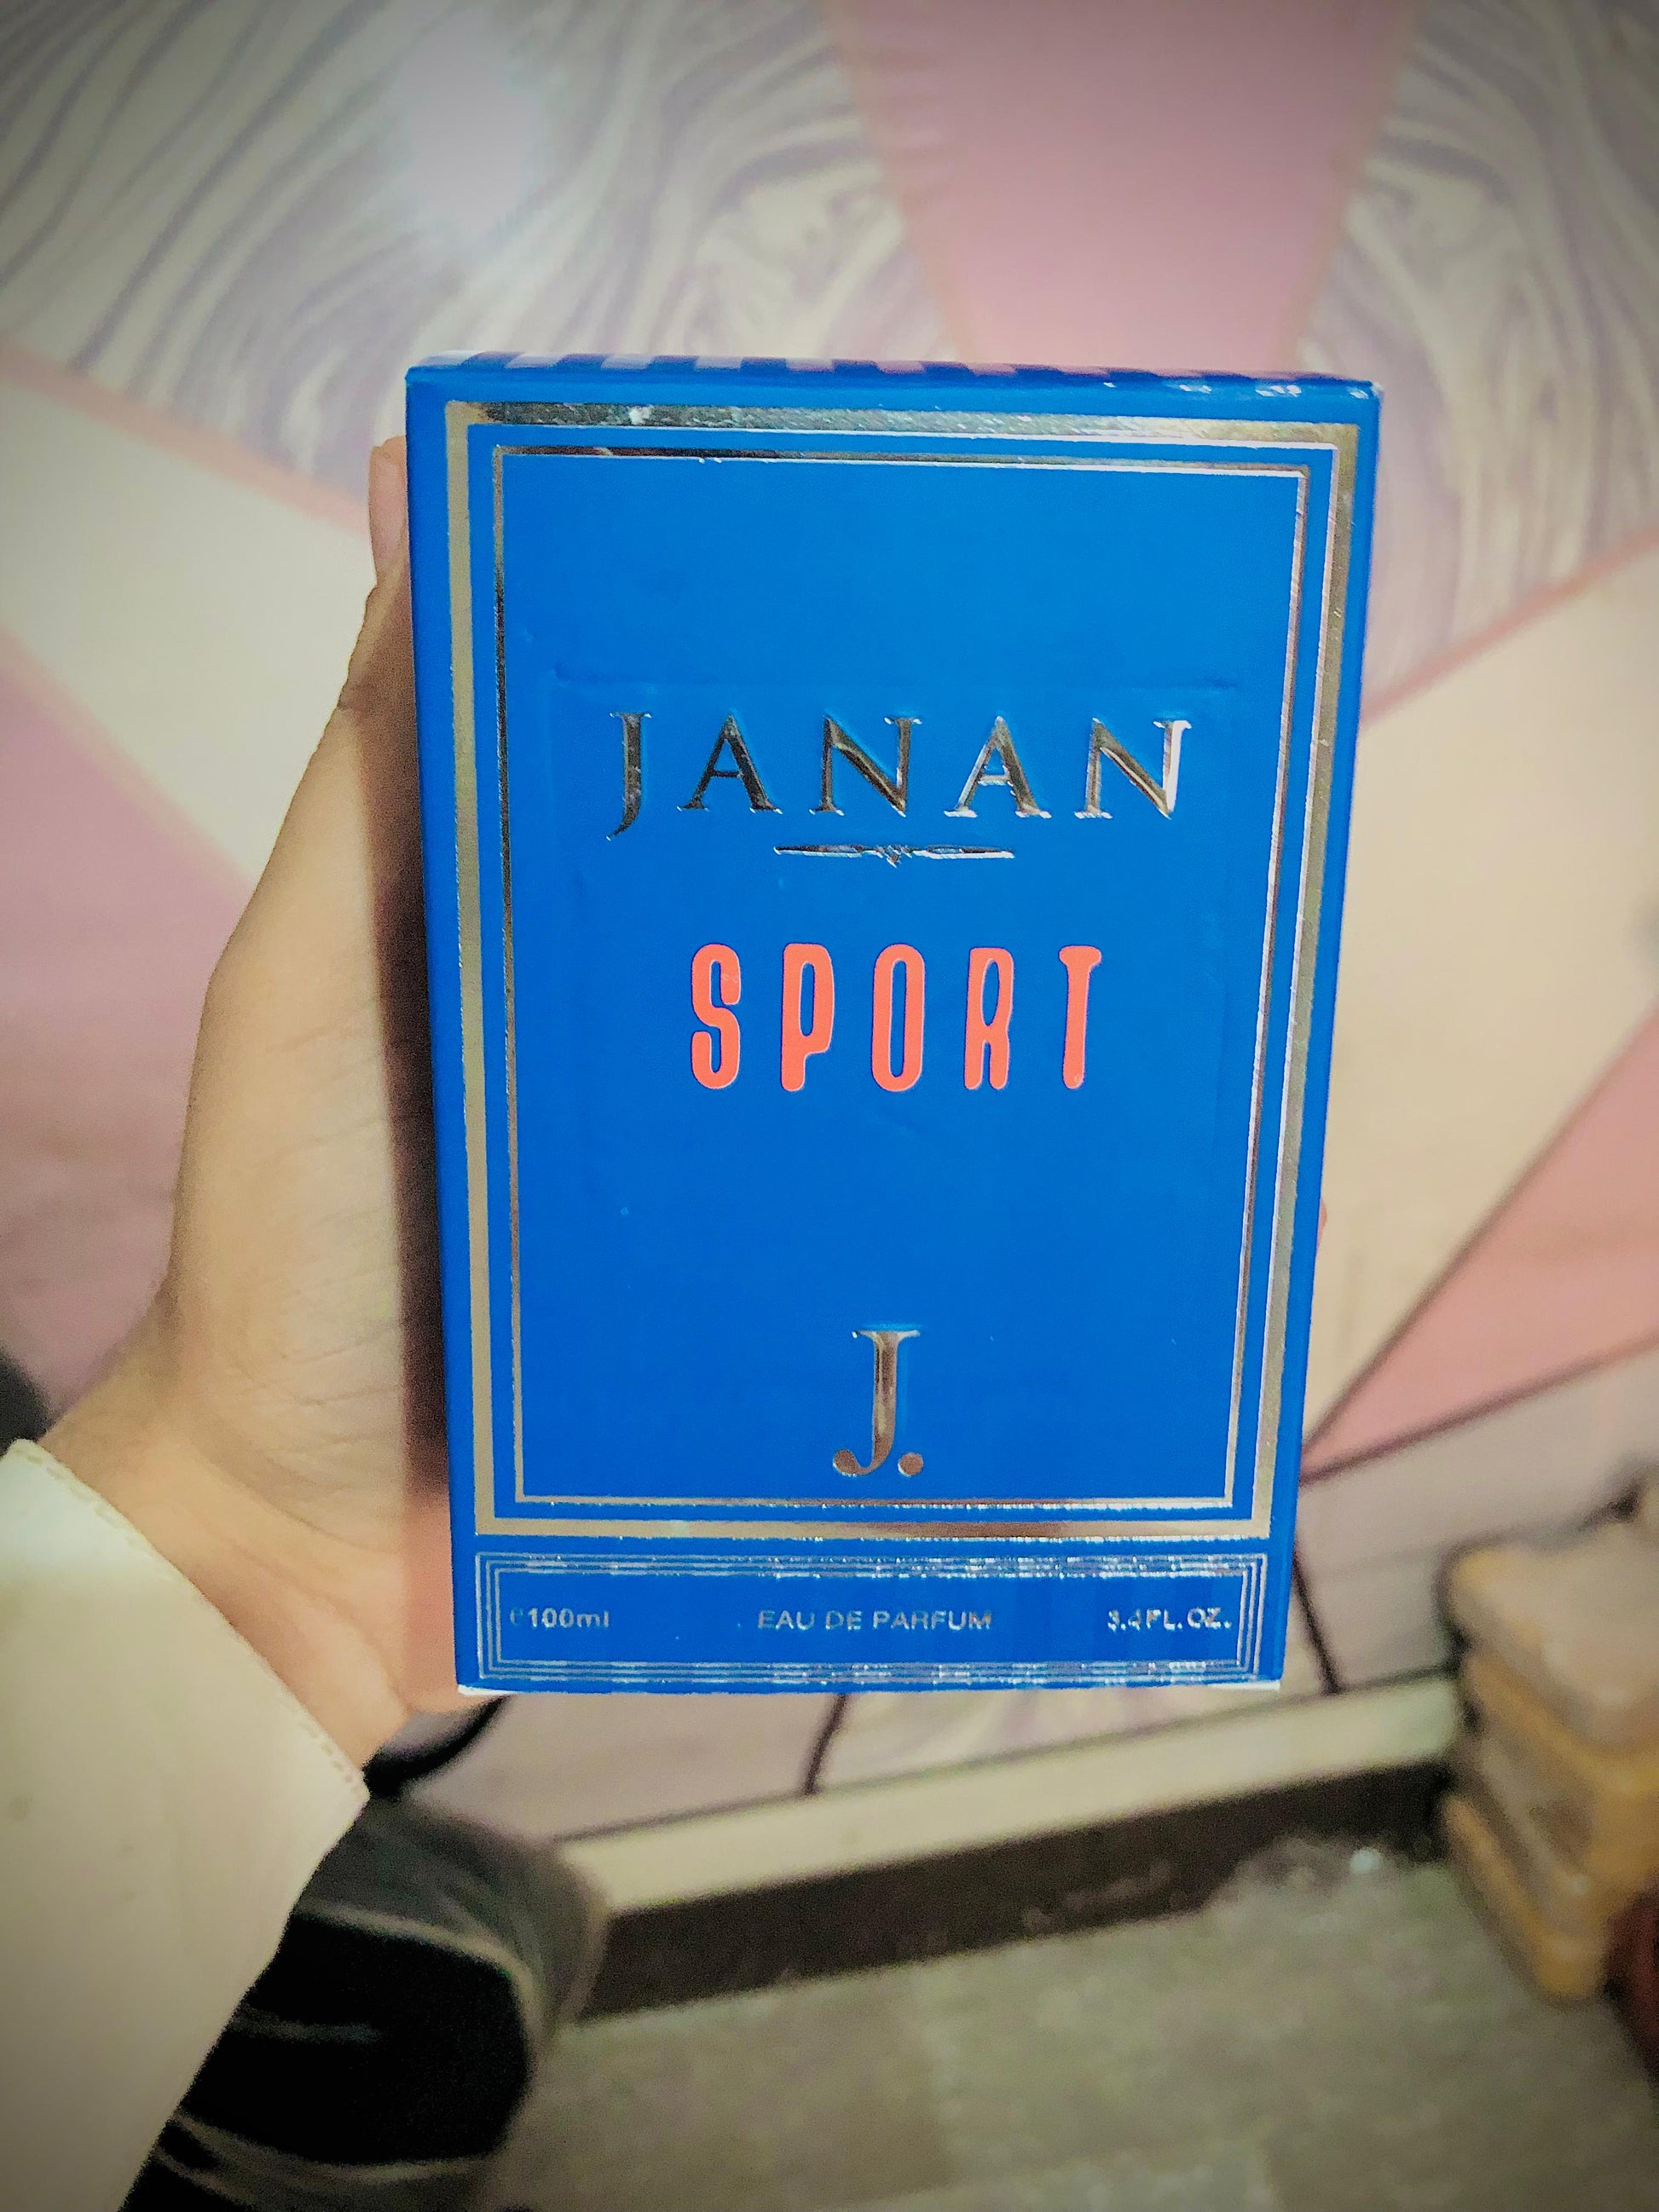 JANAN
SPORT
J.
℮100ml EAU DE PARFUM 3.4FL.OZ.